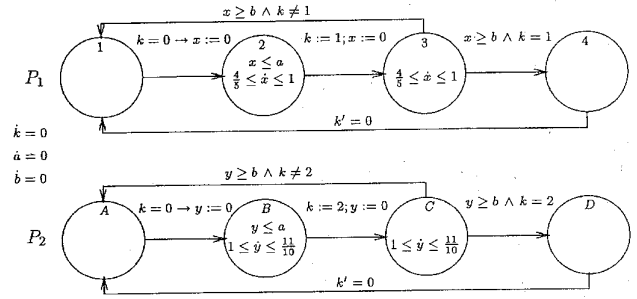 x ≥ b ∧ k ≠ 1
1
k = 0 → x := 0
2
k := 1; x := 0
3
x ≥ b ∧ k = 1
4
x ≤ a
4/5 ≤ ẋ ≤ 1
4/5 ≤ ẋ ≤ 1
P₁
k′ = 0
k̇ = 0
ȧ = 0
ḃ = 0
y ≥ b ∧ k ≠ 2
A
k = 0 → y := 0
B
k := 2; y := 0
C
y ≥ b ∧ k = 2
D
y ≤ a
1 ≤ ẏ ≤ 11/10
1 ≤ ẏ ≤ 11/10
P₂
k′ = 0